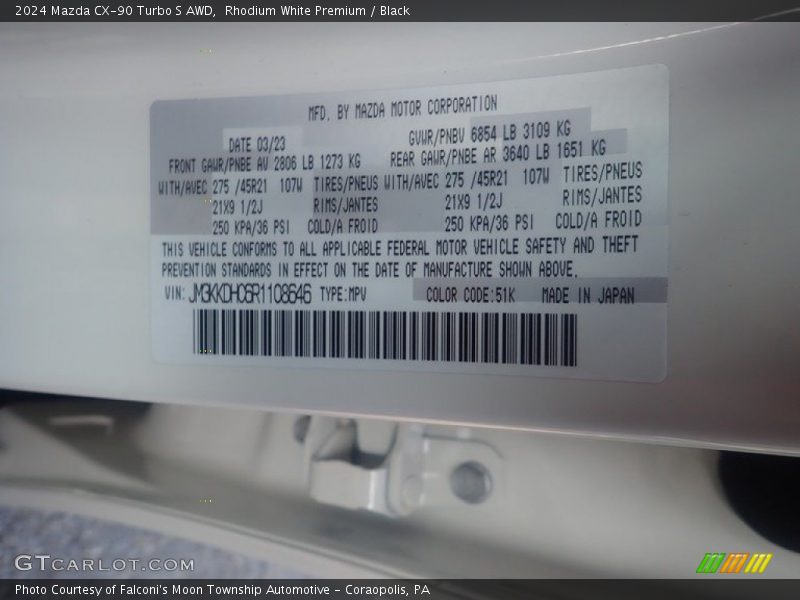 2024 Mazda CX-90 Turbo S AWD, Rhodium White Premium / Black
MFD. BY MAZDA MOTOR CORPORATION
DATE 03/23 GVWR/PNBV 6854 LB 3109 KG
FRONT GAWR/PNBE AV 2806 LB 1273 KG REAR GAWR/PNBE AR 3640 LB 1651 KG
WITH/AVEC 275 /45R21 107W TIRES/PNEUS WITH/AVEC 275 /45R21 107W TIRES/PNEUS
21X9 1/2J RIMS/JANTES 21X9 1/2J RIMS/JANTES
250 KPA/36 PSI COLD/A FROID 250 KPA/36 PSI COLD/A FROID
THIS VEHICLE CONFORMS TO ALL APPLICABLE FEDERAL MOTOR VEHICLE SAFETY AND THEFT
PREVENTION STANDARDS IN EFFECT ON THE DATE OF MANUFACTURE SHOWN ABOVE.
VIN: JM3KKDHC6R1108646 TYPE:MPV COLOR CODE:51K MADE IN JAPAN
GTCARLOT.COM
Photo Courtesy of Falconi's Moon Township Automotive - Coraopolis, PA